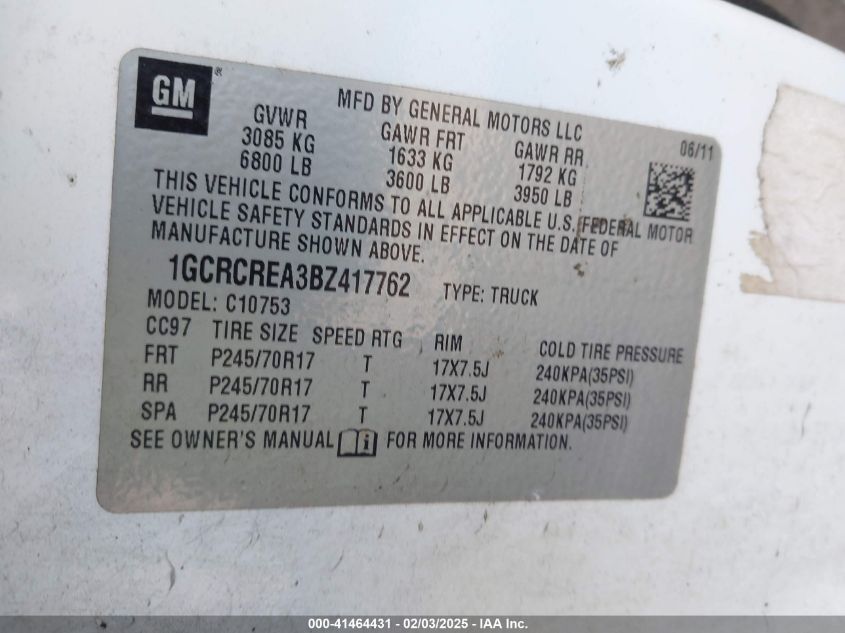 GM ®
MFD BY GENERAL MOTORS LLC
06/11
GVWR GAWR FRT GAWR RR
3085 KG 1633 KG 1792 KG
6800 LB 3600 LB 3950 LB
THIS VEHICLE CONFORMS TO ALL APPLICABLE U.S. FEDERAL MOTOR
VEHICLE SAFETY STANDARDS IN EFFECT ON THE DATE OF
MANUFACTURE SHOWN ABOVE.
1GCRCREA3BZ417762 TYPE: TRUCK
MODEL: C10753
CC97 TIRE SIZE SPEED RTG RIM COLD TIRE PRESSURE
FRT P245/70R17 T 17X7.5J 240KPA(35PSI)
RR P245/70R17 T 17X7.5J 240KPA(35PSI)
SPA P245/70R17 T 17X7.5J 240KPA(35PSI)
SEE OWNER'S MANUAL i FOR MORE INFORMATION.
000-41464431 - 02/03/2025 - IAA Inc.